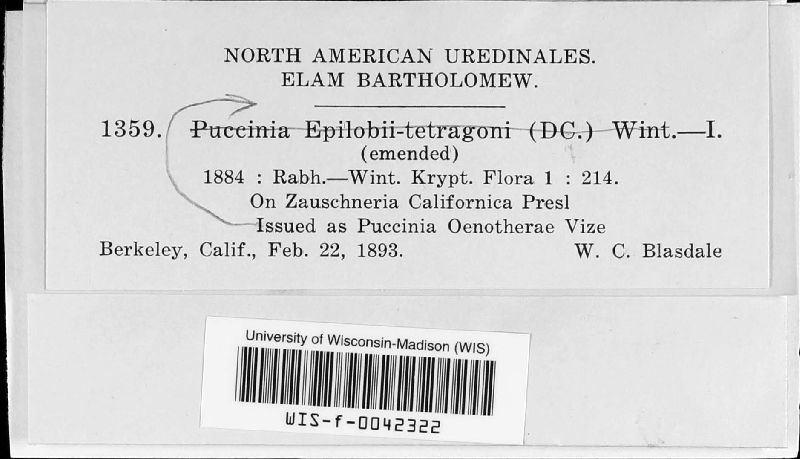 NORTH AMERICAN UREDINALES.
ELAM BARTHOLOMEW.
1359. Puccinia Epilobii-tetragoni (DC.) Wint.—I.
(emended)
1884 : Rabh.—Wint. Krypt. Flora 1 : 214.
On Zauschneria Californica Presl
Issued as Puccinia Oenotherae Vize
Berkeley, Calif., Feb. 22, 1893. W. C. Blasdale
University of Wisconsin-Madison (WIS)
WIS-f-0042322